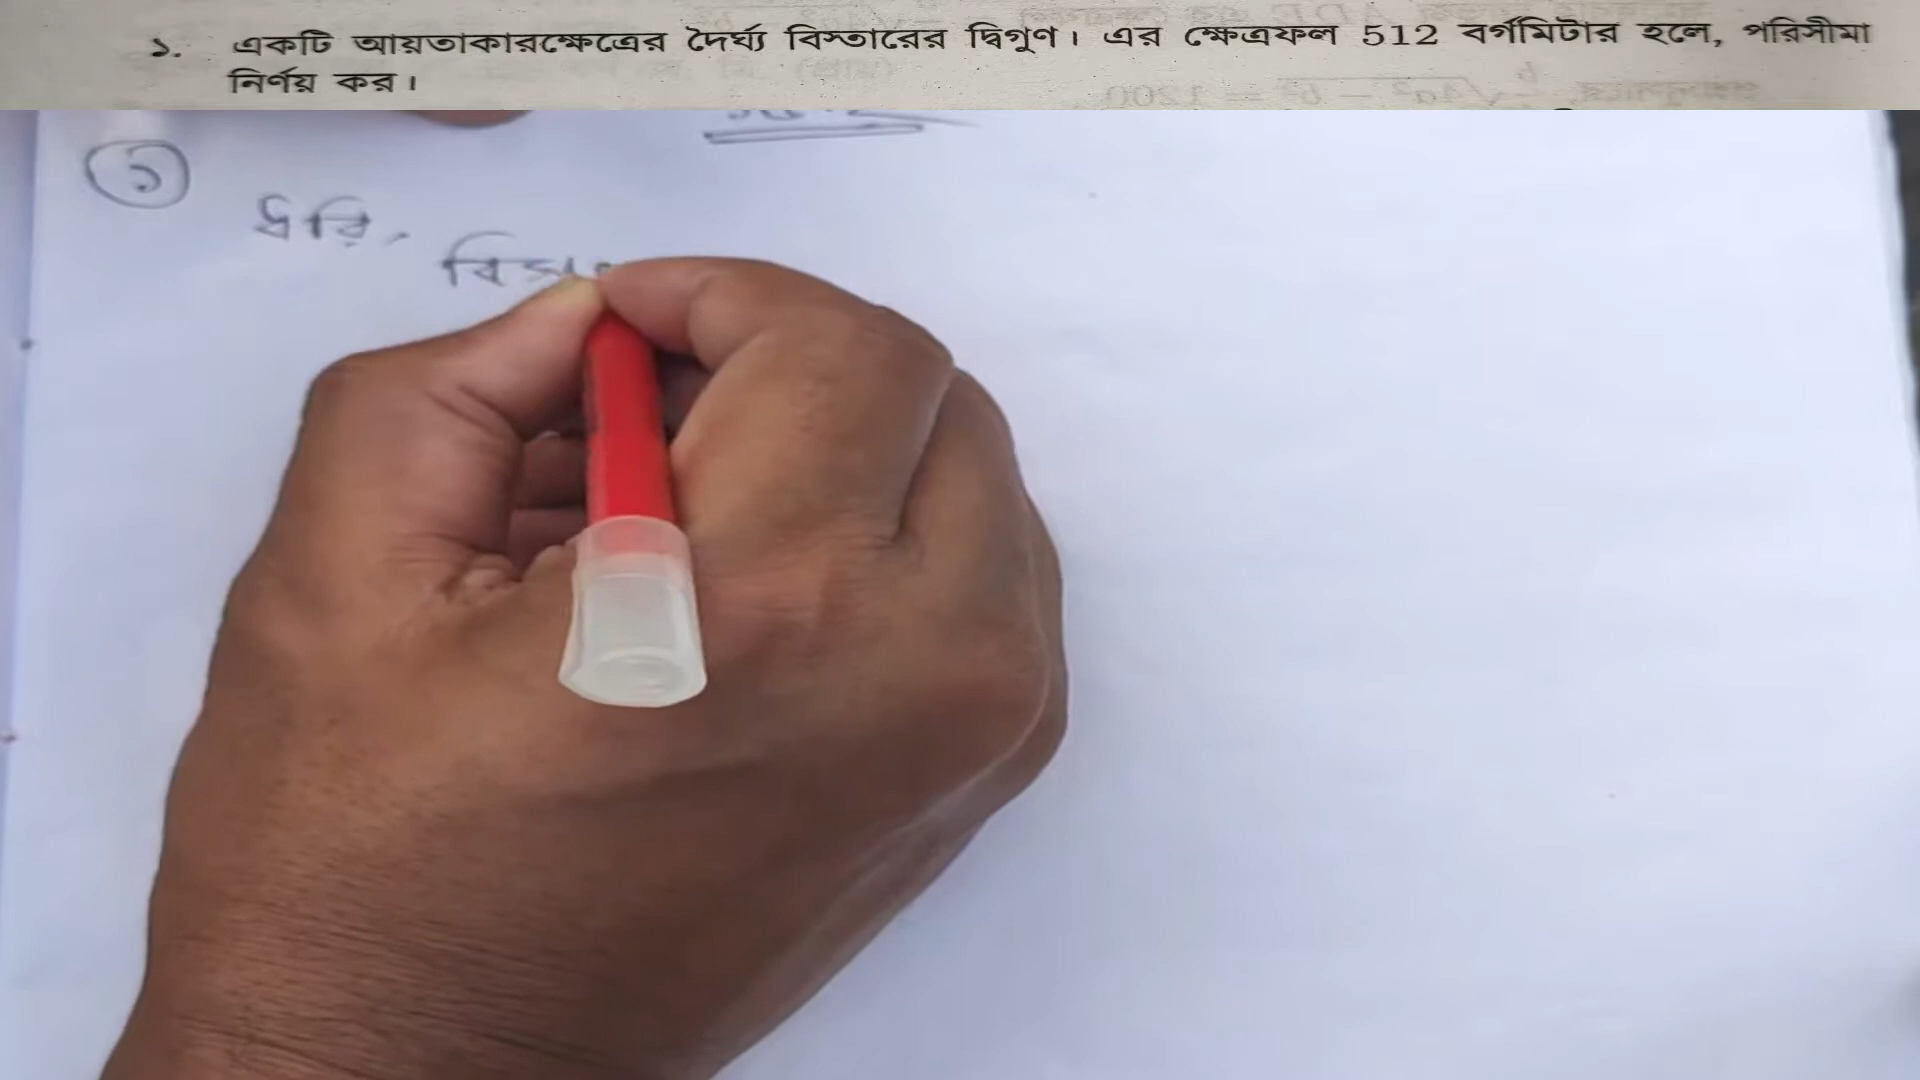 ১. একটি আয়তাকারক্ষেত্রের দৈর্ঘ্য বিস্তারের দ্বিগুণ। এর ক্ষেত্রফল 512 বর্গমিটার হলে, পরিসীমা
নির্ণয় কর।
১
ধরি,